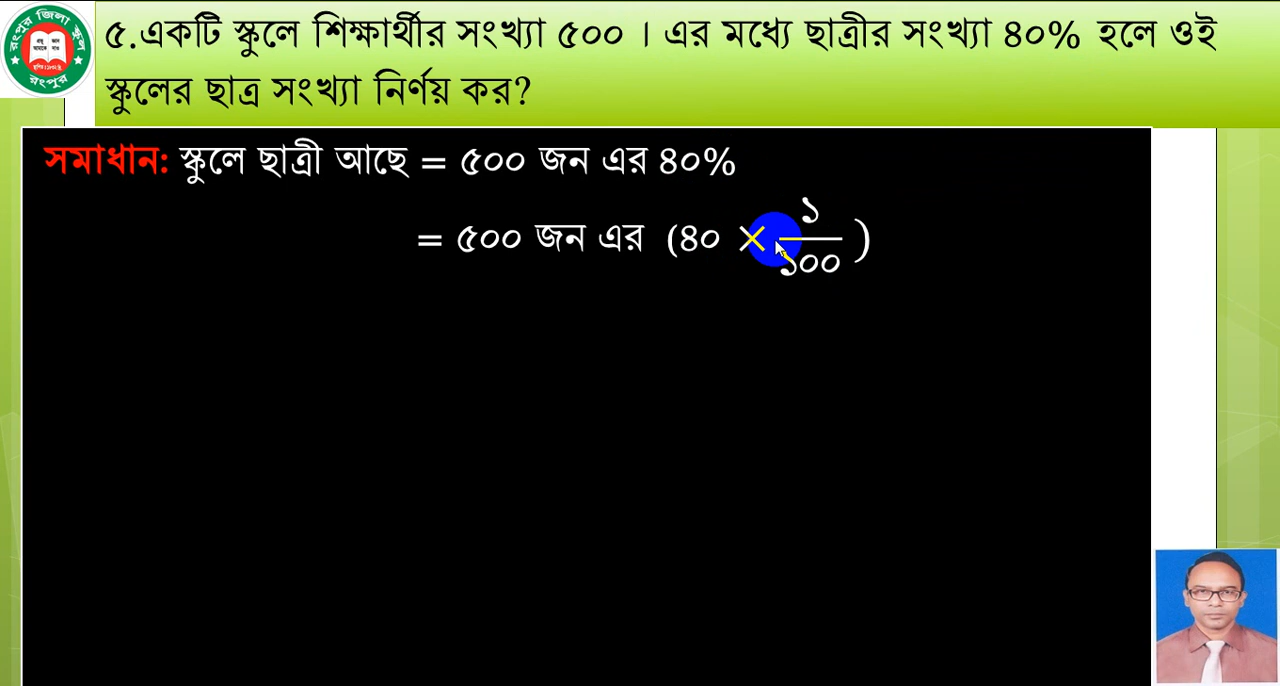 রংপুর জিলা স্কুল
রংপুর
৫.একটি স্কুলে শিক্ষার্থীর সংখ্যা ৫০০ । এর মধ্যে ছাত্রীর সংখ্যা ৪০% হলে ওই
স্কুলের ছাত্র সংখ্যা নির্ণয় কর?
সমাধান: স্কুলে ছাত্রী আছে = ৫০০ জন এর ৪০%
= ৫০০ জন এর (৪০ × ১/১০০ )